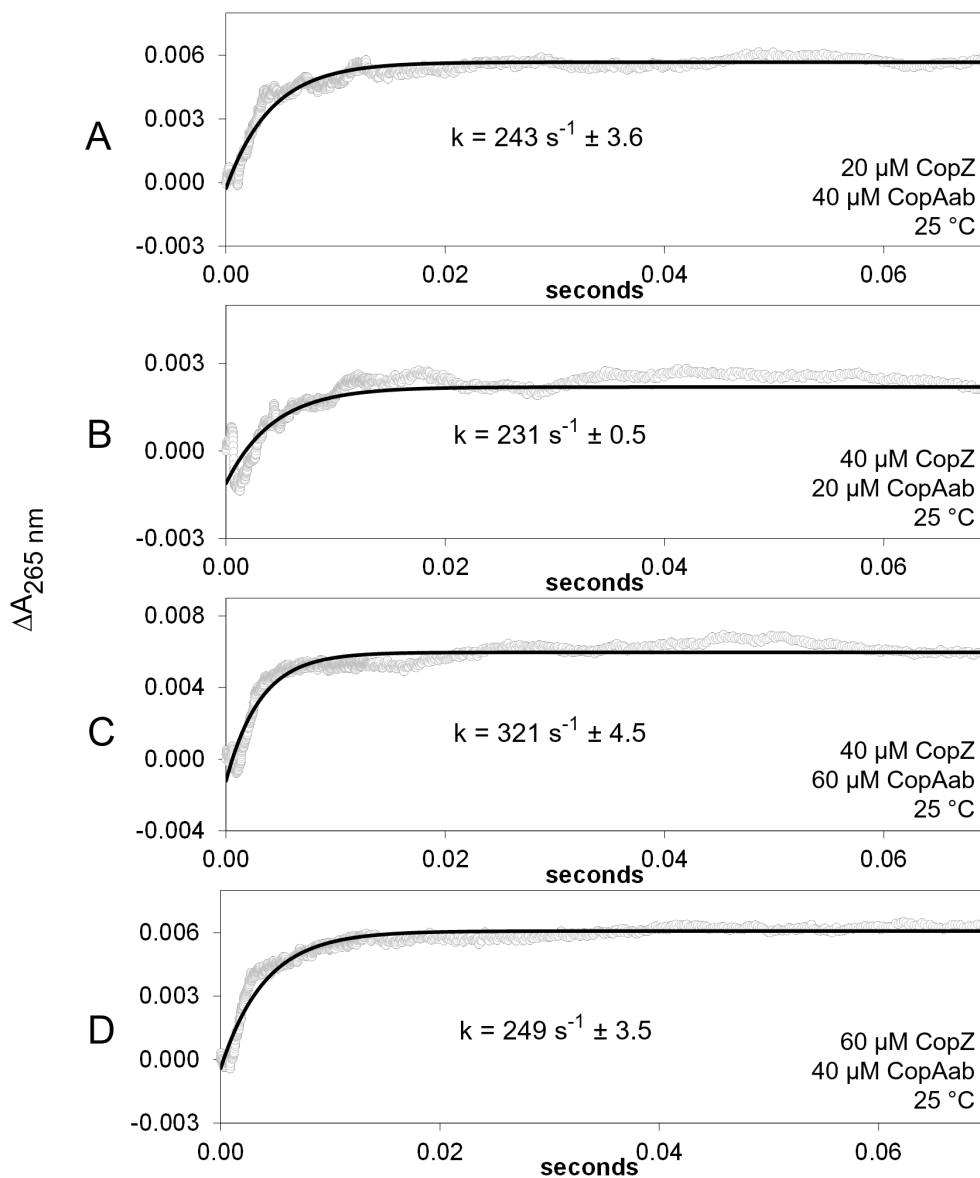 ΔA265 nm
A
0.006
0.003
0.000
-0.003
k = 243 s-1 ± 3.6
20 µM CopZ
40 µM CopAab
25 °C
0.00 0.02 0.04 0.06
seconds
B
0.003
0.000
-0.003
k = 231 s-1 ± 0.5
40 µM CopZ
20 µM CopAab
25 °C
0.00 0.02 0.04 0.06
seconds
C
0.008
0.004
0.000
-0.004
k = 321 s-1 ± 4.5
40 µM CopZ
60 µM CopAab
25 °C
0.00 0.02 0.04 0.06
seconds
D
0.006
0.003
0.000
-0.003
k = 249 s-1 ± 3.5
60 µM CopZ
40 µM CopAab
25 °C
0.00 0.02 0.04 0.06
seconds